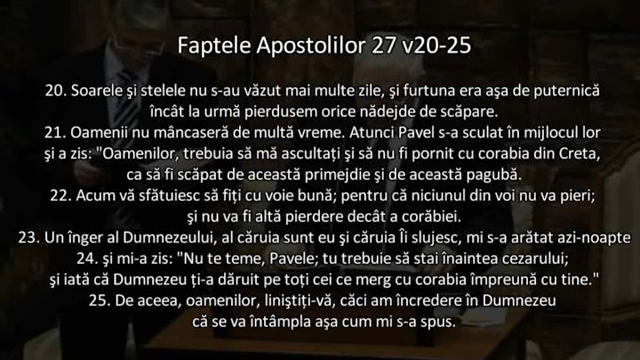 Faptele Apostolilor 27 v20-25
20. Soarele şi stelele nu s-au văzut mai multe zile, şi furtuna era aşa de puternică
încât la urmă pierdusem orice nădejde de scăpare.
21. Oamenii nu mâncaseră de multă vreme. Atunci Pavel s-a sculat în mijlocul lor
şi a zis: "Oamenilor, trebuia să mă ascultaţi şi să nu fi pornit cu corabia din Creta,
ca să fi scăpat de această primejdie şi de această pagubă.
22. Acum vă sfătuiesc să fiţi cu voie bună; pentru că niciunul din voi nu va pieri;
şi nu va fi altă pierdere decât a corăbiei.
23. Un înger al Dumnezeului, al căruia sunt eu şi căruia Îi slujesc, mi s-a arătat azi-noapte
24. şi mi-a zis: "Nu te teme, Pavele; tu trebuie să stai înaintea cezarului;
şi iată că Dumnezeu ţi-a dăruit pe toţi cei ce merg cu corabia împreună cu tine."
25. De aceea, oamenilor, liniştiţi-vă, căci am încredere în Dumnezeu
că se va întâmpla aşa cum mi s-a spus.